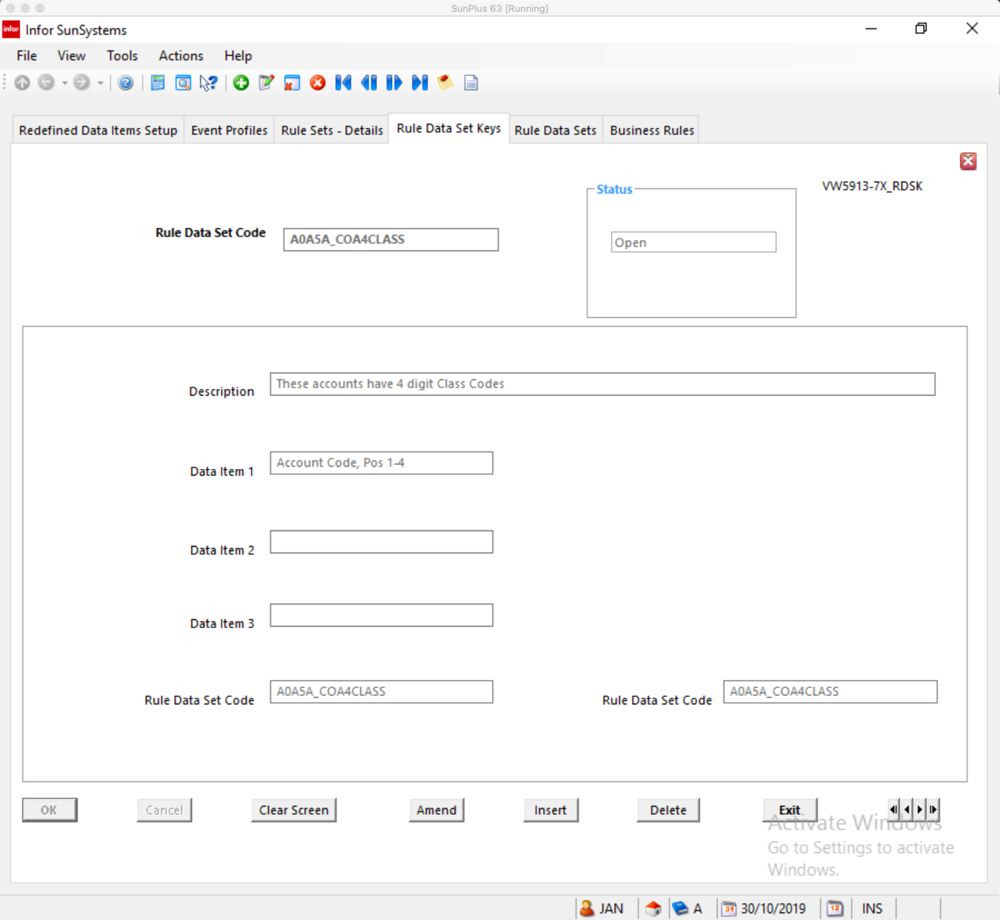 SunPlus 63 [Running]
infor Infor SunSystems
File View Tools Actions Help
Redefined Data Items Setup Event Profiles Rule Sets - Details Rule Data Set Keys Rule Data Sets Business Rules
Status VW5913-7X_RDSK
Rule Data Set Code A0A5A_COA4CLASS
Open
Description These accounts have 4 digit Class Codes
Data Item 1 Account Code, Pos 1-4
Data Item 2
Data Item 3
Rule Data Set Code A0A5A_COA4CLASS Rule Data Set Code A0A5A_COA4CLASS
OK Cancel Clear Screen Amend Insert Delete Exit
Activate Windows
Go to Settings to activate
Windows.
JAN A 31 30/10/2019 12 INS